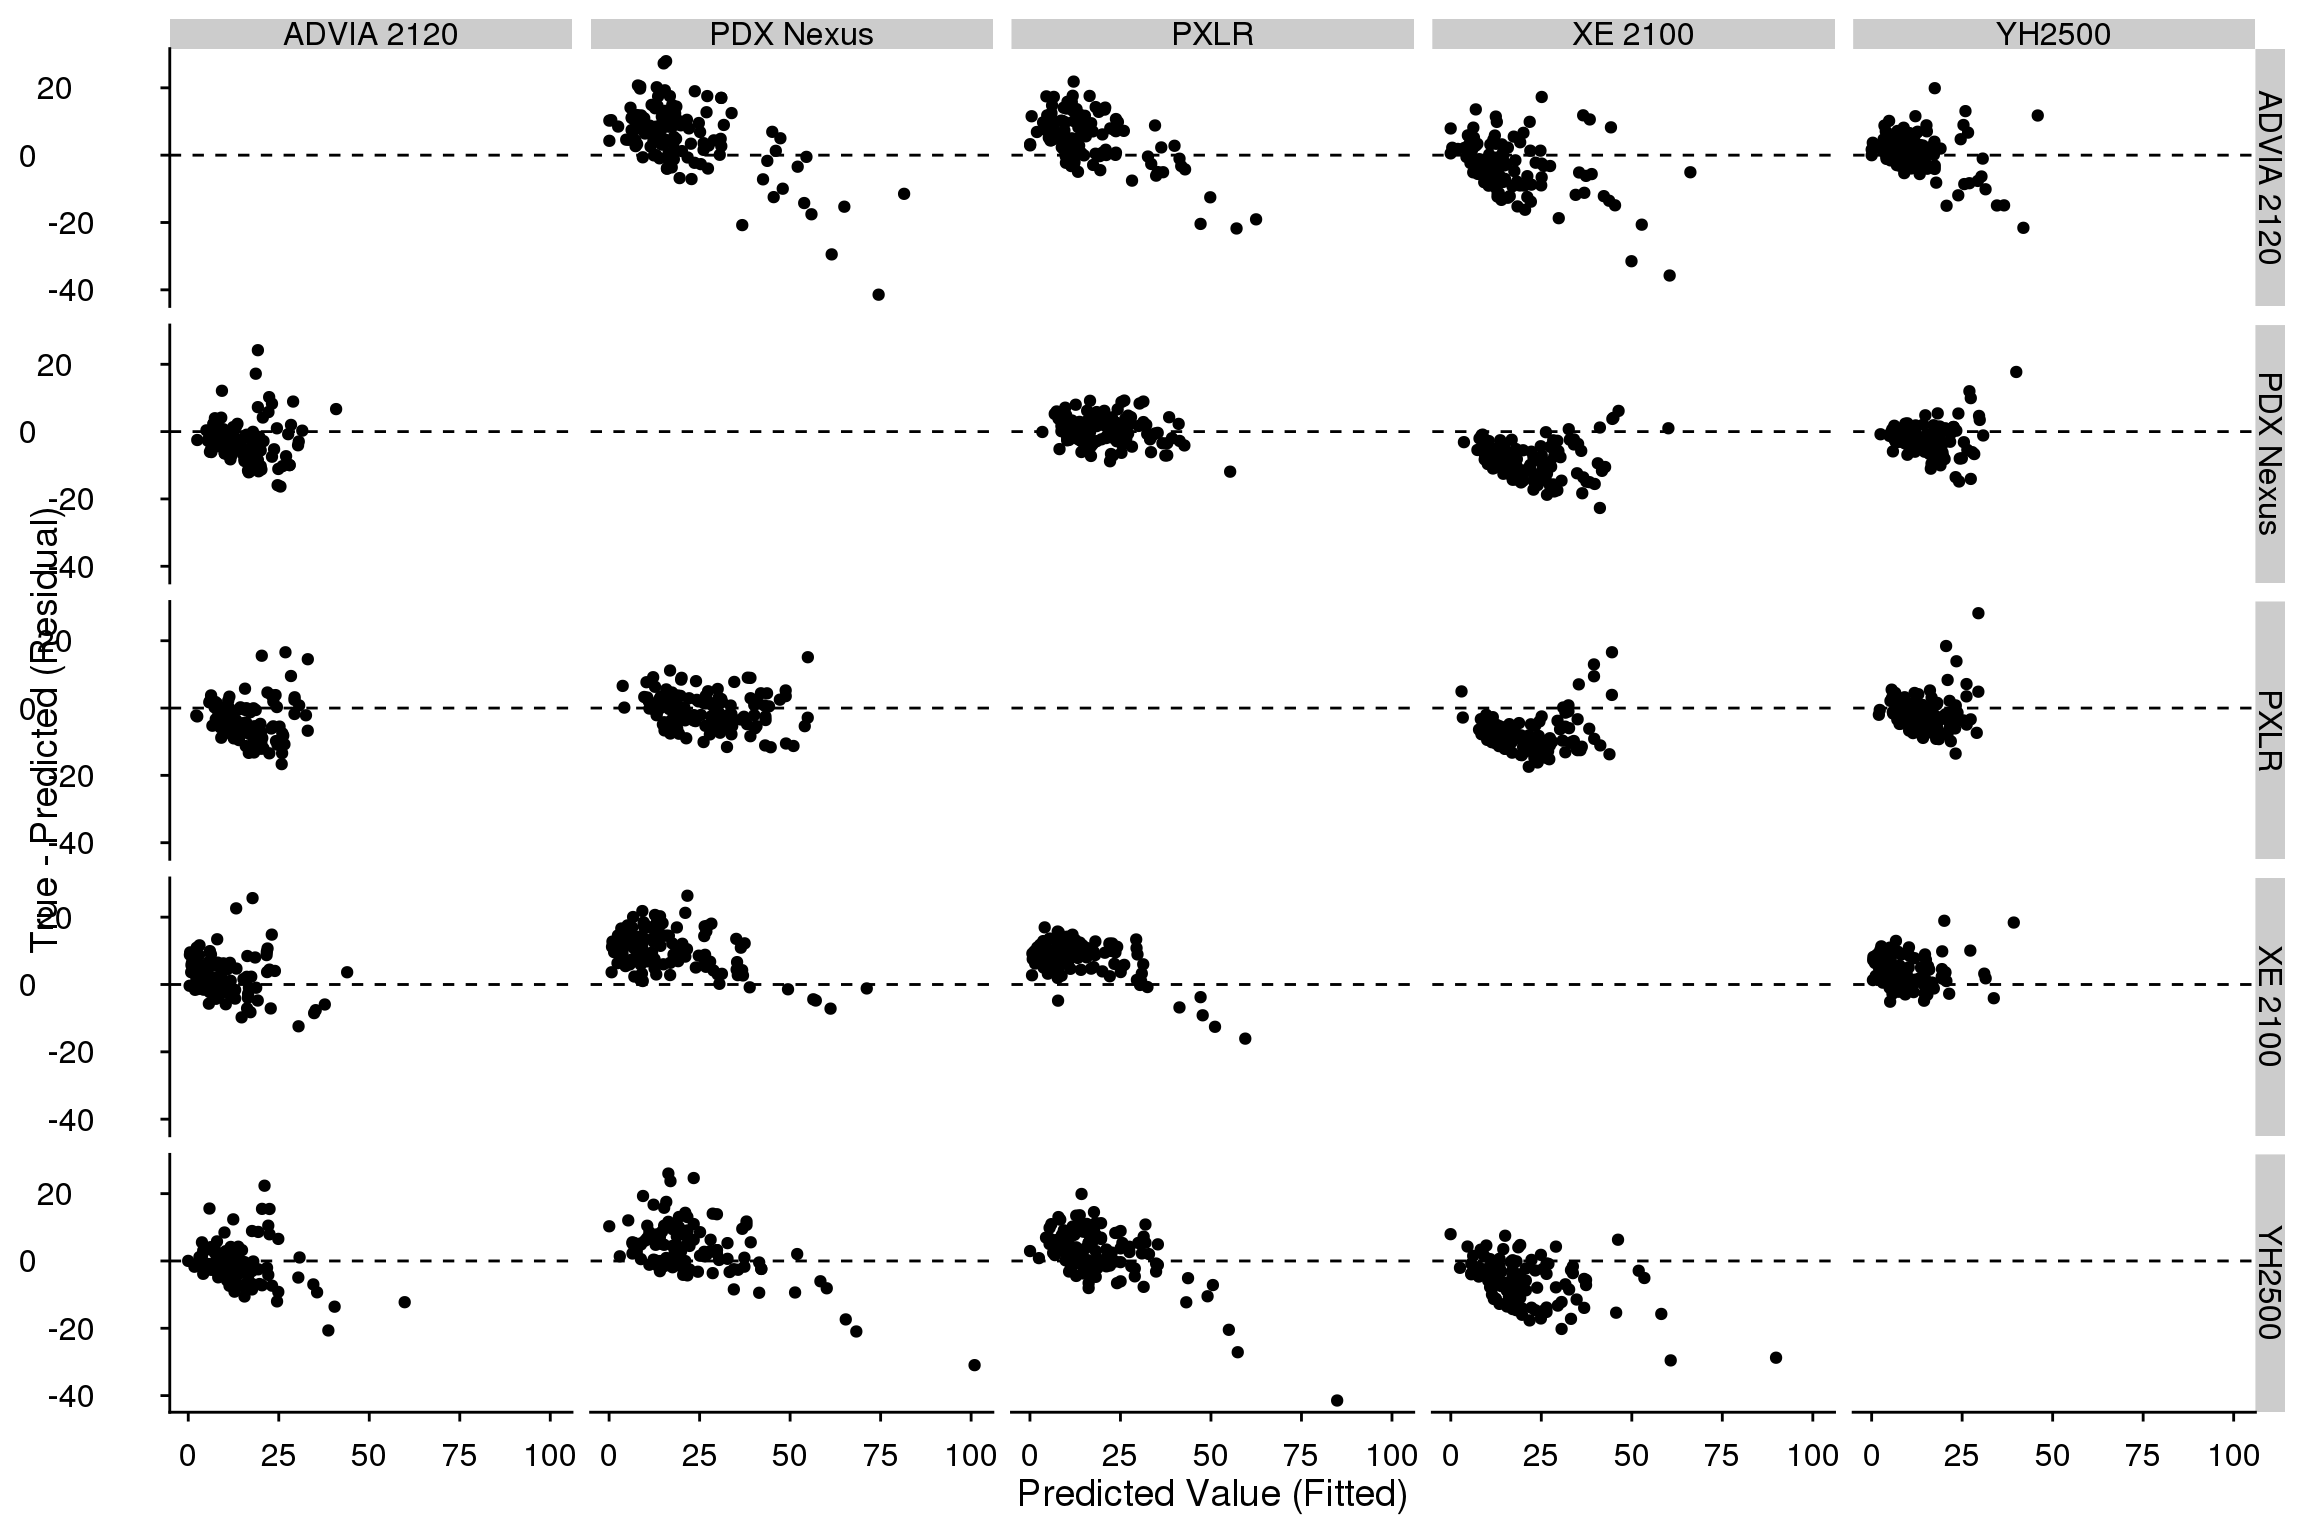 ADVIA 2120 PDX Nexus PXLR XE 2100 YH2500
20
0
-20
-40
ADVIA 2120
20
0
-20
-40
PDX Nexus
20
0
-20
-40
PXLR
20
0
-20
-40
XE 2100
20
0
-20
-40
YH2500
True - Predicted (Residual)
0 25 50 75 100 0 25 50 75 100 0 25 50 75 100 0 25 50 75 100 0 25 50 75 100
Predicted Value (Fitted)